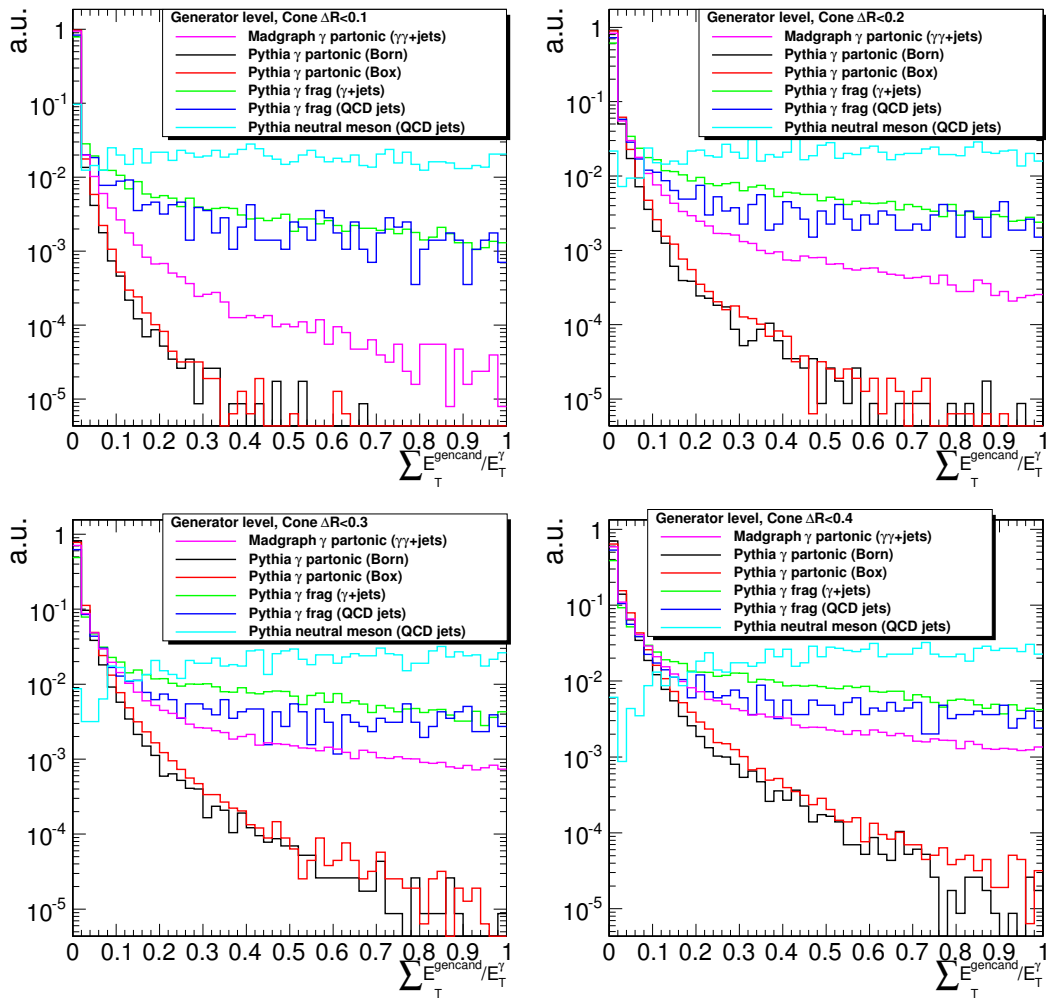 a.u.
Generator level, Cone ΔR<0.1
Madgraph γ partonic (γγ+jets)
Pythia γ partonic (Born)
Pythia γ partonic (Box)
Pythia γ frag (γ+jets)
Pythia γ frag (QCD jets)
Pythia neutral meson (QCD jets)
1
10⁻¹
10⁻²
10⁻³
10⁻⁴
10⁻⁵
0 0.1 0.2 0.3 0.4 0.5 0.6 0.7 0.8 0.9 1
∑ E_T^gencand/E_T^γ
a.u.
Generator level, Cone ΔR<0.2
Madgraph γ partonic (γγ+jets)
Pythia γ partonic (Born)
Pythia γ partonic (Box)
Pythia γ frag (γ+jets)
Pythia γ frag (QCD jets)
Pythia neutral meson (QCD jets)
1
10⁻¹
10⁻²
10⁻³
10⁻⁴
10⁻⁵
0 0.1 0.2 0.3 0.4 0.5 0.6 0.7 0.8 0.9 1
∑ E_T^gencand/E_T^γ
a.u.
Generator level, Cone ΔR<0.3
Madgraph γ partonic (γγ+jets)
Pythia γ partonic (Born)
Pythia γ partonic (Box)
Pythia γ frag (γ+jets)
Pythia γ frag (QCD jets)
Pythia neutral meson (QCD jets)
1
10⁻¹
10⁻²
10⁻³
10⁻⁴
10⁻⁵
0 0.1 0.2 0.3 0.4 0.5 0.6 0.7 0.8 0.9 1
∑ E_T^gencand/E_T^γ
a.u.
Generator level, Cone ΔR<0.4
Madgraph γ partonic (γγ+jets)
Pythia γ partonic (Born)
Pythia γ partonic (Box)
Pythia γ frag (γ+jets)
Pythia γ frag (QCD jets)
Pythia neutral meson (QCD jets)
1
10⁻¹
10⁻²
10⁻³
10⁻⁴
10⁻⁵
0 0.1 0.2 0.3 0.4 0.5 0.6 0.7 0.8 0.9 1
∑ E_T^gencand/E_T^γ